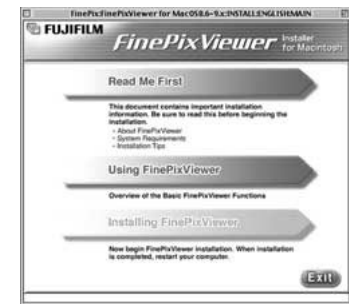 FinePix:FinePixViewer for MacOS8.6-9.x:INSTALL:ENGLISH:MAIN
FUJIFILM
FinePixViewer Installer for Macintosh
Read Me First
This document contains important installation
information. Be sure to read this before beginning the
installation.
- About FinePixViewer
- System Requirements
- Installation Tips
Using FinePixViewer
Overview of the Basic FinePixViewer Functions
Installing FinePixViewer
Now begin FinePixViewer installation. When installation
is completed, restart your computer.
Exit